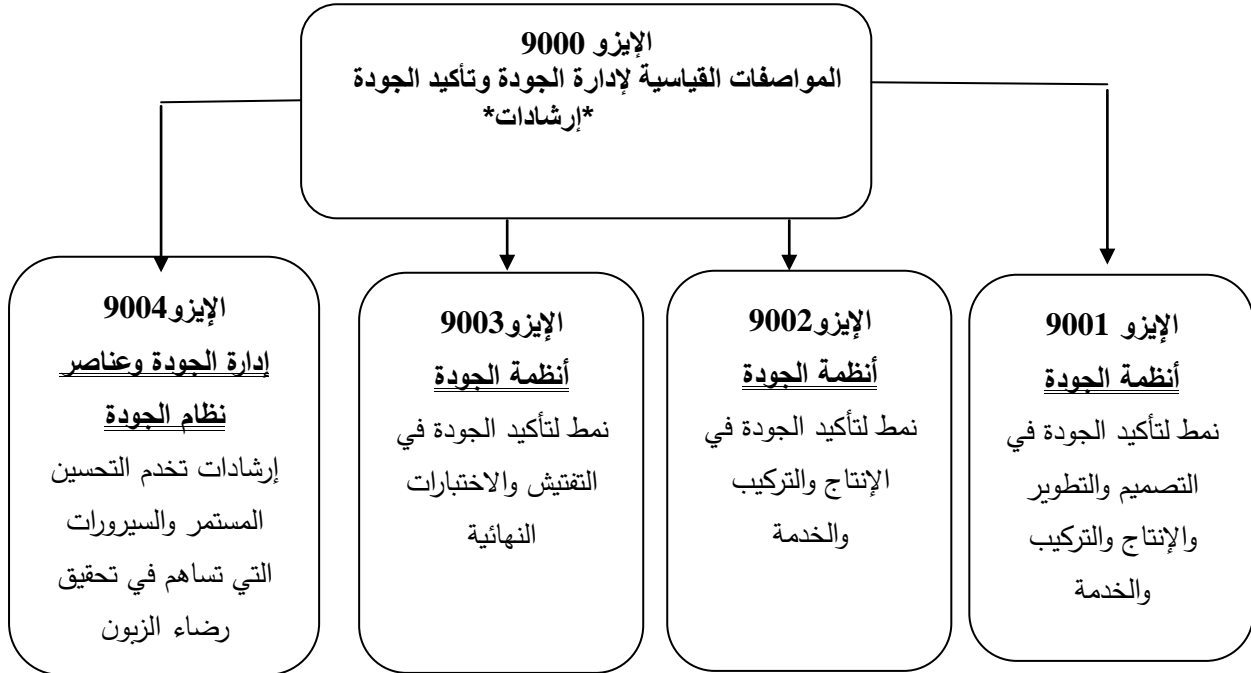 الإيزو 9000
المواصفات القياسية لإدارة الجودة وتأكيد الجودة
*إرشادات*
الإيزو 9001
أنظمة الجودة
نمط لتأكيد الجودة في
التصميم والتطوير
والإنتاج والتركيب
والخدمة
الإيزو9002
أنظمة الجودة
نمط لتأكيد الجودة في
الإنتاج والتركيب
والخدمة
الإيزو9003
أنظمة الجودة
نمط لتأكيد الجودة في
التفتيش والاختبارات
النهائية
الإيزو9004
إدارة الجودة وعناصر
نظام الجودة
إرشادات تخدم التحسين
المستمر والسيرورات
التي تساهم في تحقيق
رضاء الزبون